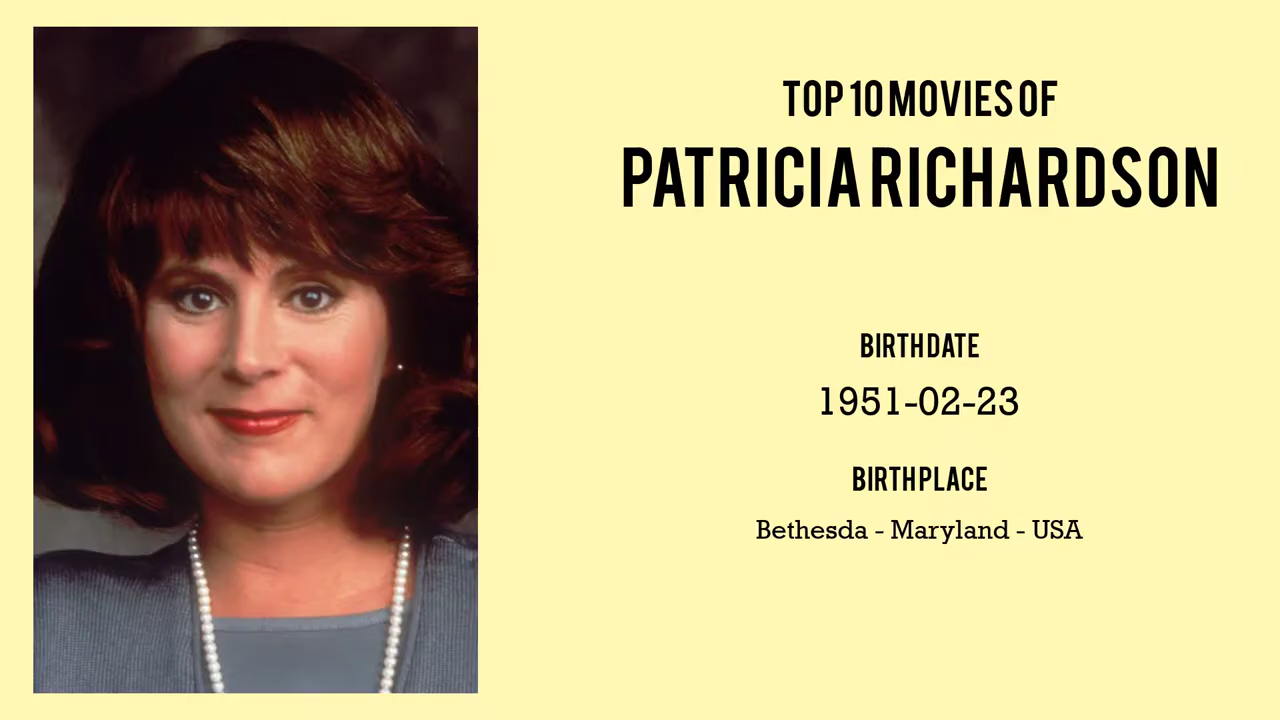 TOP 10 MOVIES OF
PATRICIA RICHARDSON
BIRTHDATE
1951-02-23
BIRTHPLACE
Bethesda - Maryland - USA